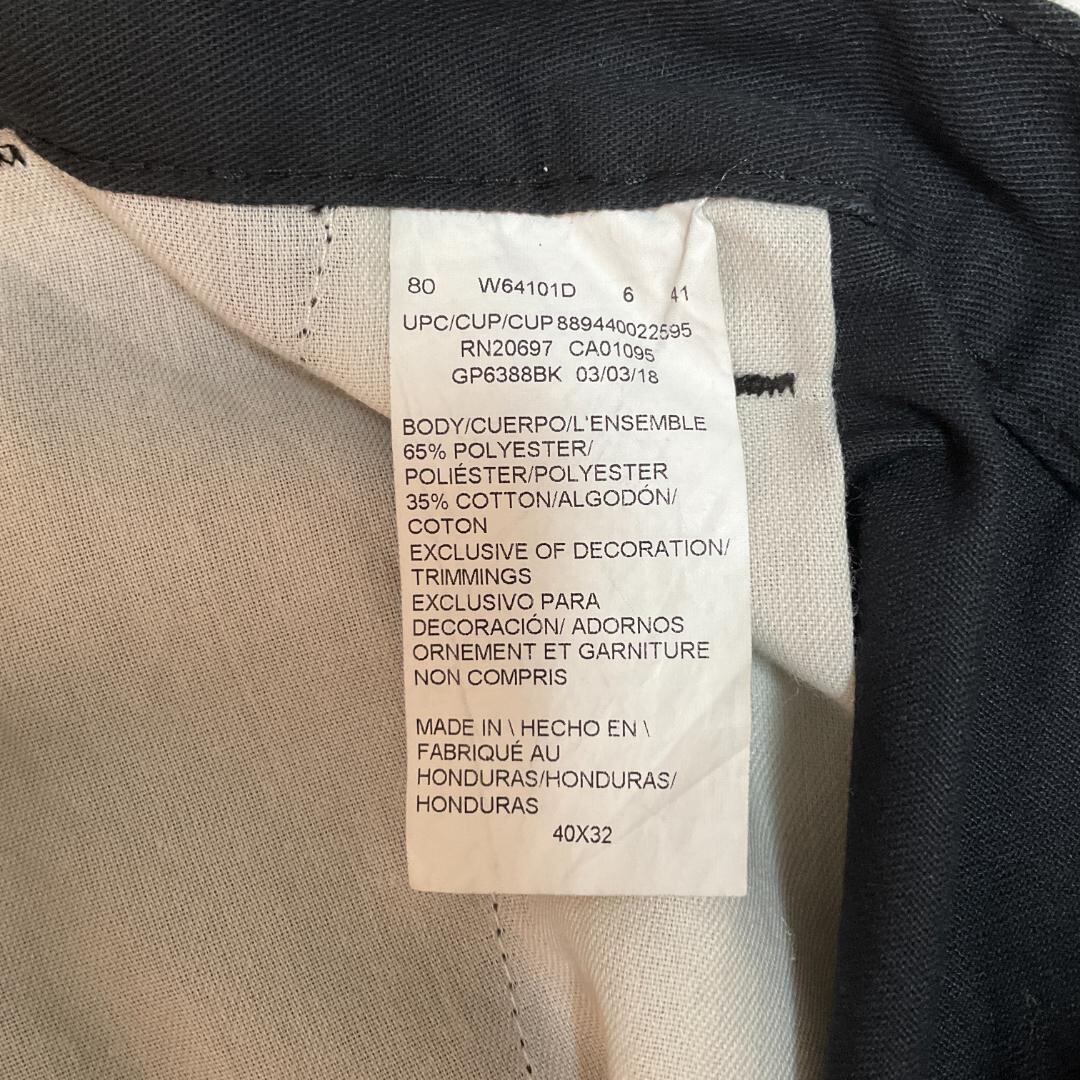 80 W64101D 6 41
UPC/CUP/CUP 889440022595
RN20697 CA01095
GP6388BK 03/03/18
BODY/CUERPO/L'ENSEMBLE
65% POLYESTER/
POLIÉSTER/POLYESTER
35% COTTON/ALGODÓN/
COTON
EXCLUSIVE OF DECORATION/
TRIMMINGS
EXCLUSIVO PARA
DECORACIÓN/ ADORNOS
ORNEMENT ET GARNITURE
NON COMPRIS
MADE IN \ HECHO EN \
FABRIQUÉ AU
HONDURAS/HONDURAS/
HONDURAS
40X32